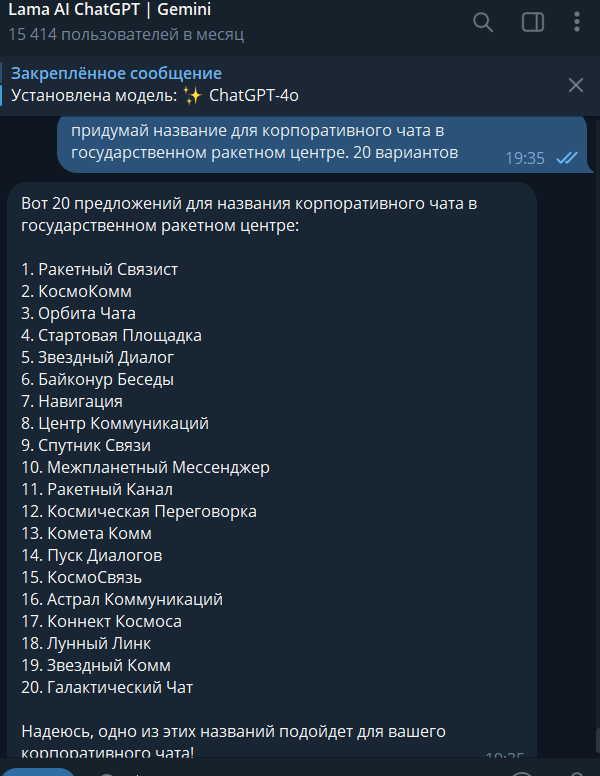 Lama AI ChatGPT | Gemini
15 414 пользователей в месяц
Закреплённое сообщение
Установлена модель: ✨ ChatGPT-4o
придумай название для корпоративного чата в
государственном ракетном центре. 20 вариантов
19:35
Вот 20 предложений для названия корпоративного чата в
государственном ракетном центре:
1. Ракетный Связист
2. КосмоКомм
3. Орбита Чата
4. Стартовая Площадка
5. Звездный Диалог
6. Байконур Беседы
7. Навигация
8. Центр Коммуникаций
9. Спутник Связи
10. Межпланетный Мессенджер
11. Ракетный Канал
12. Космическая Переговорка
13. Комета Комм
14. Пуск Диалогов
15. КосмоСвязь
16. Астрал Коммуникаций
17. Коннект Космоса
18. Лунный Линк
19. Звездный Комм
20. Галактический Чат
Надеюсь, одно из этих названий подойдет для вашего
корпоративного чата!
19:35